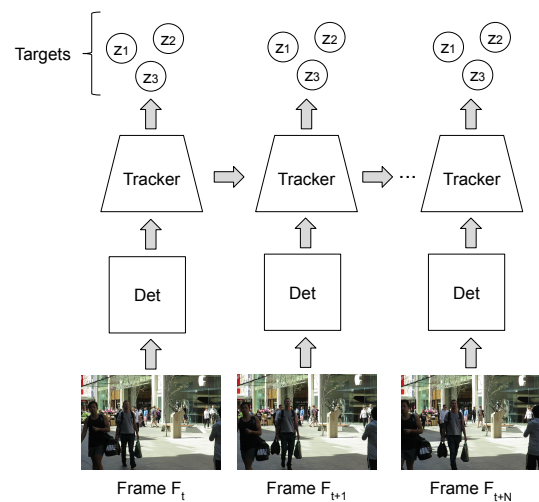 Targets
z1 z2 z3
z1 z2 z3
z1 z2 z3
Tracker Tracker ... Tracker
Det Det Det
Frame Ft Frame Ft+1 Frame Ft+N